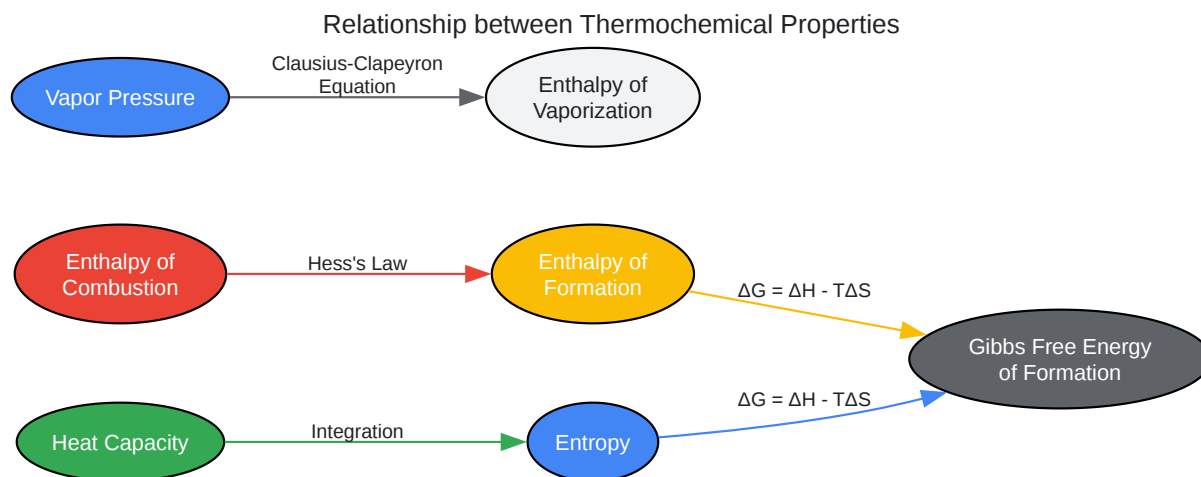 Relationship between Thermochemical Properties
Vapor Pressure
Clausius-Clapeyron
Equation
Enthalpy of
Vaporization
Enthalpy of
Combustion
Hess's Law
Enthalpy of
Formation
ΔG = ΔH - TΔS
Gibbs Free Energy
of Formation
Heat Capacity
Integration
Entropy
ΔG = ΔH - TΔS